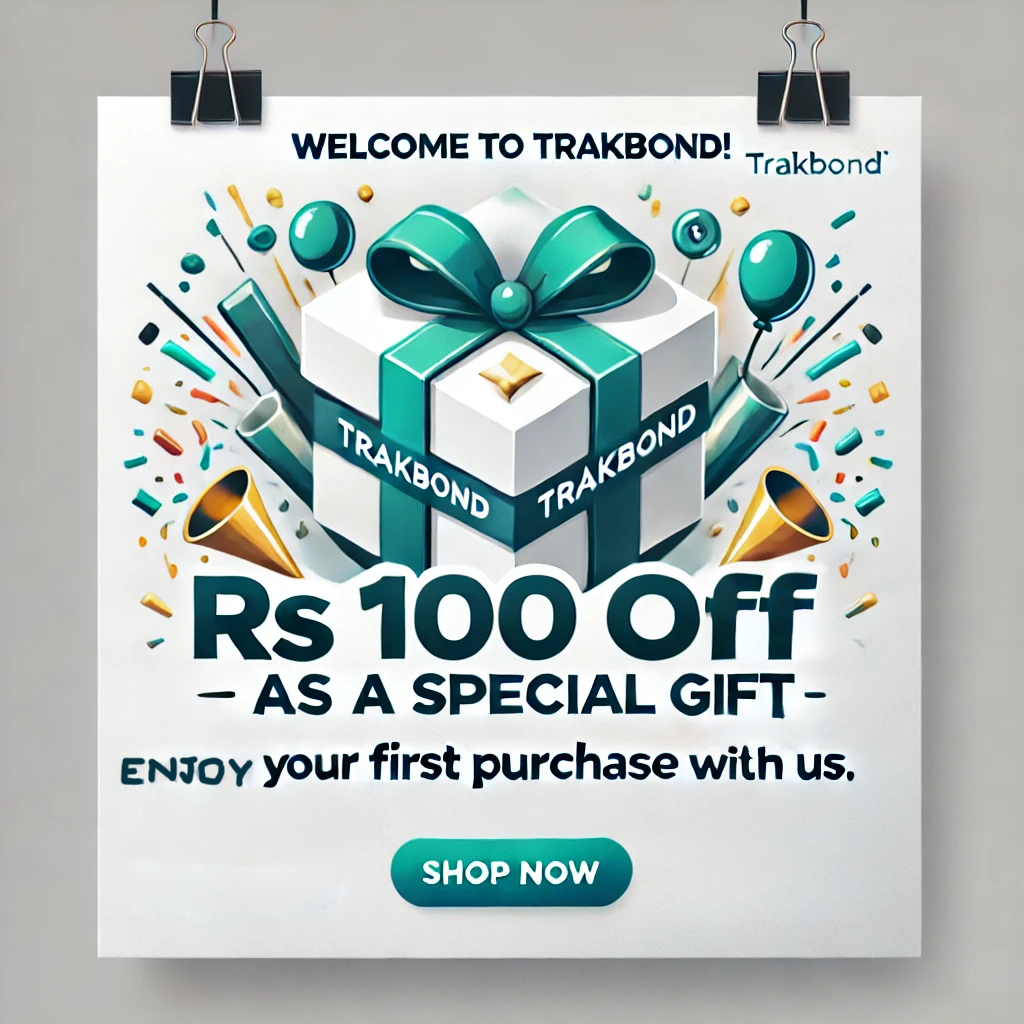 WELCOME TO TRAKBOND!
Trakbond
TRAKBOND
TRAKBOND
Rs 100 Off
- AS A SPECIAL GIFT -
ENJOY your first purchase with us.
SHOP NOW